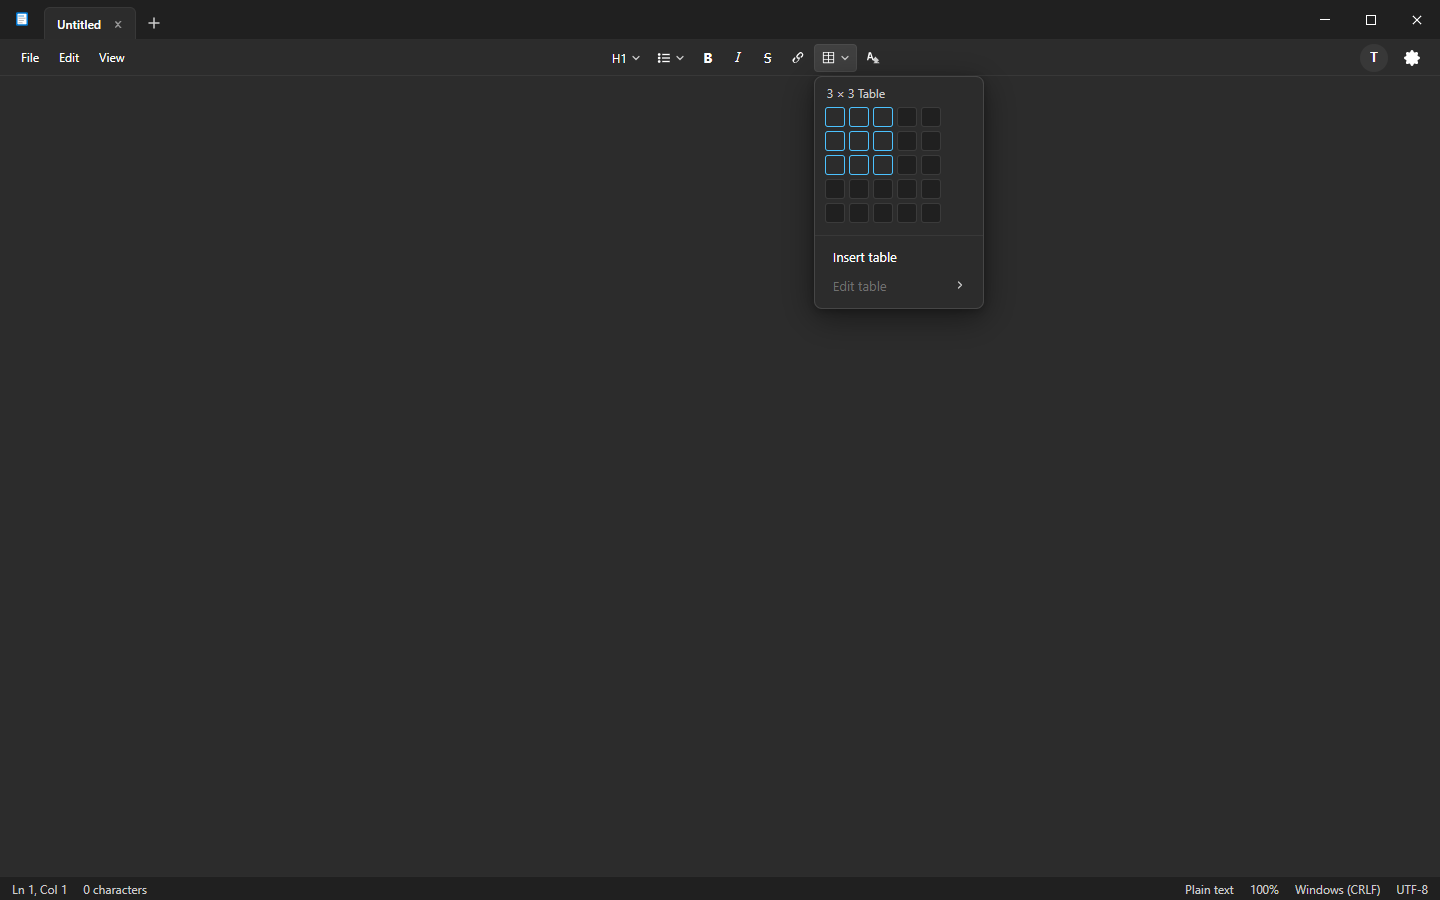 Untitled
File Edit View H1 B I S T
3 × 3 Table
Insert table
Edit table
Ln 1, Col 1 0 characters Plain text 100% Windows (CRLF) UTF-8